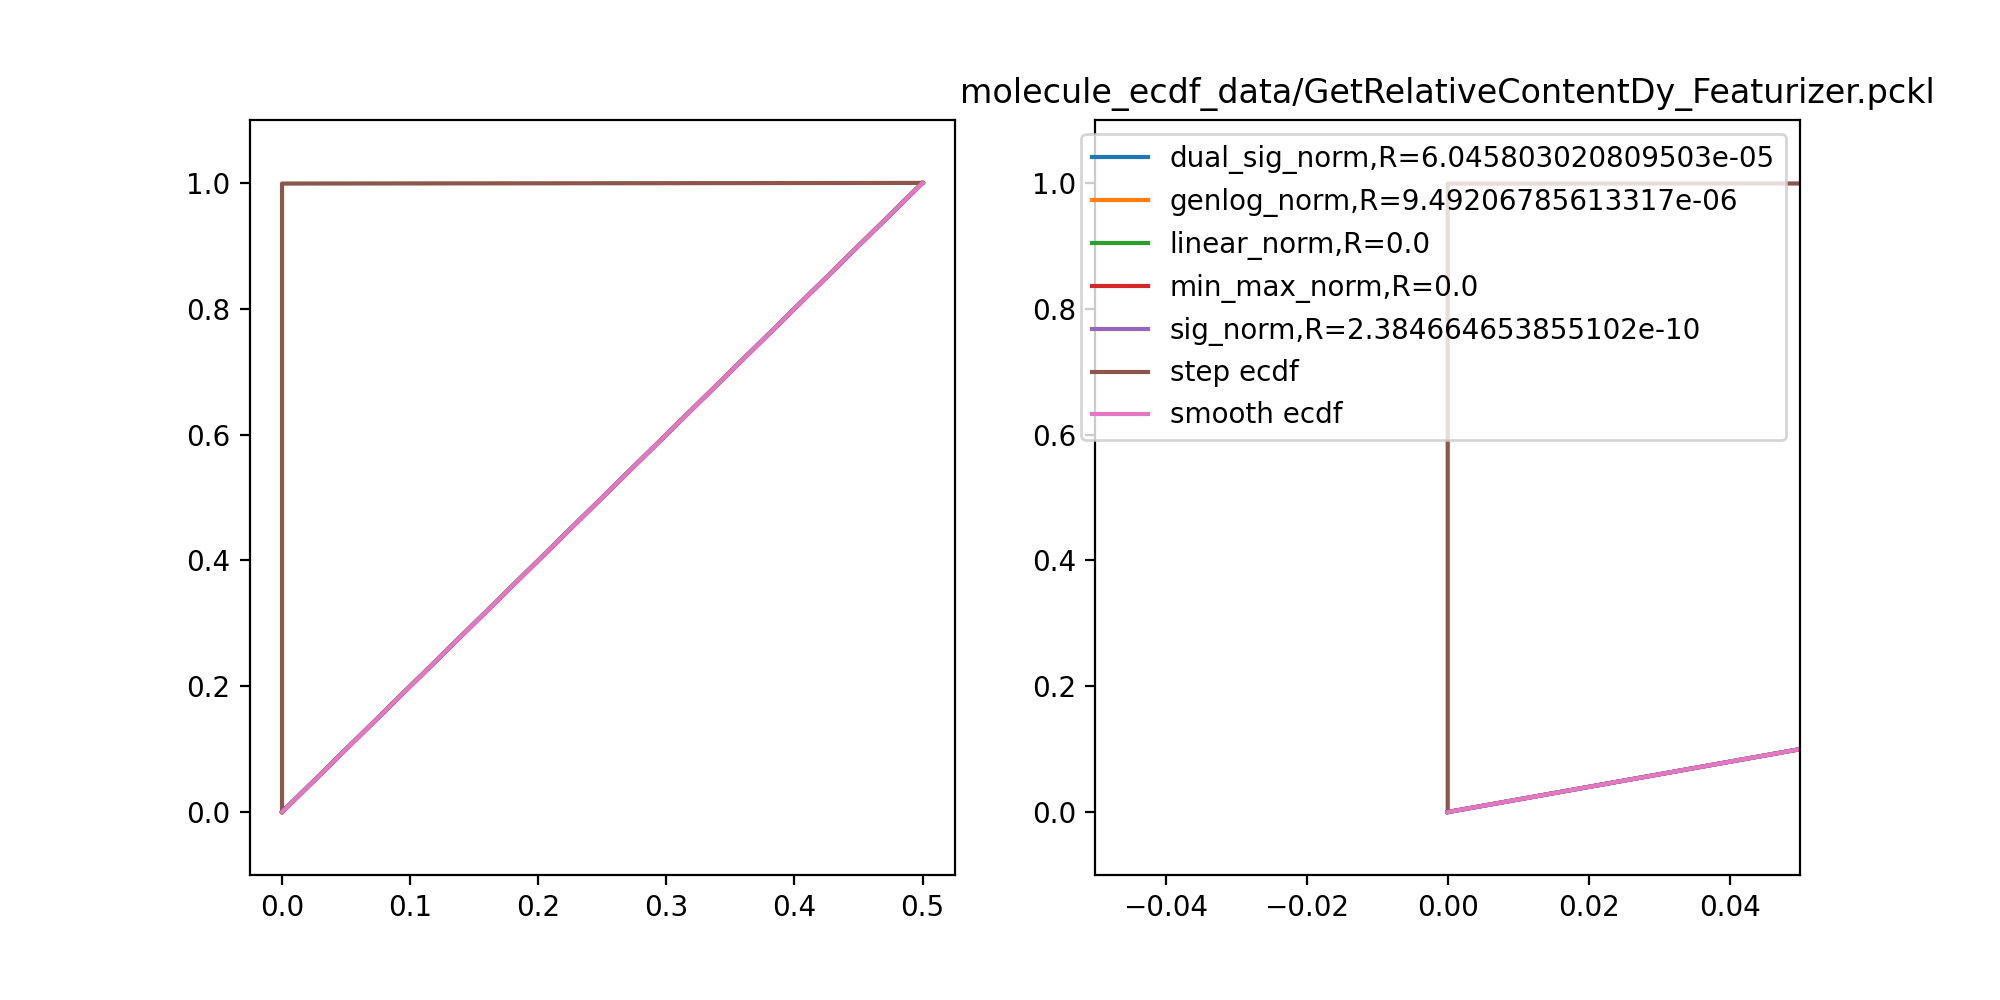 molecule_ecdf_data/GetRelativeContentDy_Featurizer.pckl
1.0
0.8
0.6
0.4
0.2
0.0
0.0 0.1 0.2 0.3 0.4 0.5
1.0
0.8
0.6
0.4
0.2
0.0
−0.04 −0.02 0.00 0.02 0.04
dual_sig_norm,R=6.045803020809503e-05
genlog_norm,R=9.49206785613317e-06
linear_norm,R=0.0
min_max_norm,R=0.0
sig_norm,R=2.384664653855102e-10
step ecdf
smooth ecdf